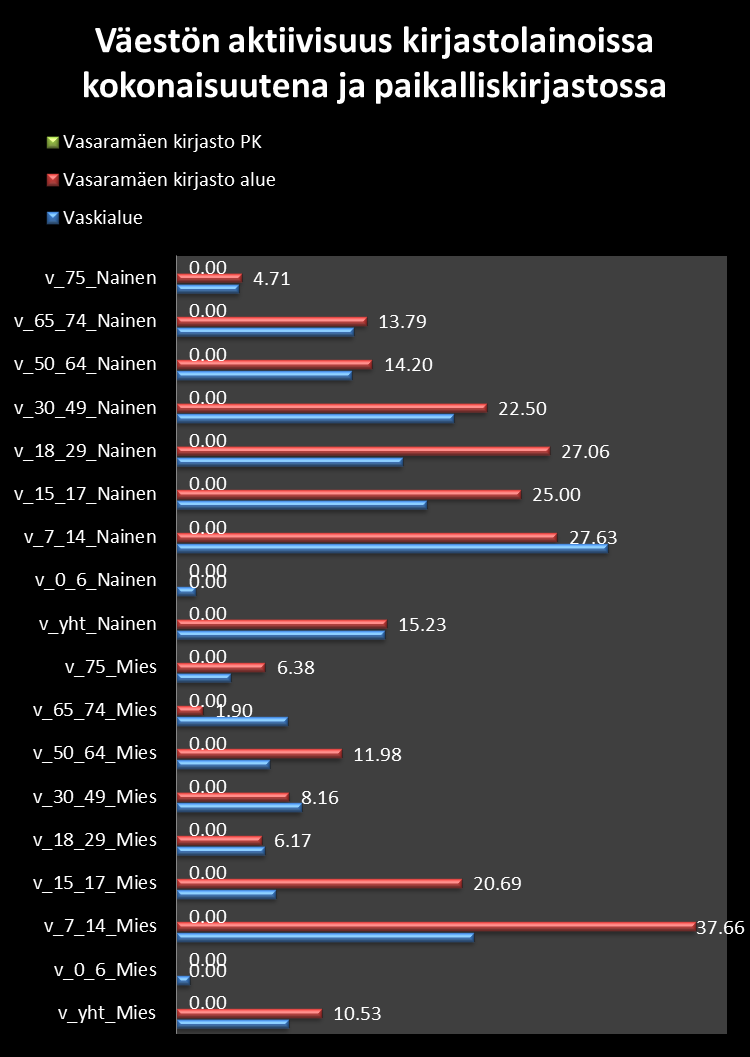 Väestön aktiivisuus kirjastolainoissa
kokonaisuutena ja paikalliskirjastossa
Vasaramäen kirjasto PK
Vasaramäen kirjasto alue
Vaskialue
v_75_Nainen 0.00 4.71
v_65_74_Nainen 0.00 13.79
v_50_64_Nainen 0.00 14.20
v_30_49_Nainen 0.00 22.50
v_18_29_Nainen 0.00 27.06
v_15_17_Nainen 0.00 25.00
v_7_14_Nainen 0.00 27.63
v_0_6_Nainen 0.00 0.00
v_yht_Nainen 0.00 15.23
v_75_Mies 0.00 6.38
v_65_74_Mies 0.00 1.90
v_50_64_Mies 0.00 11.98
v_30_49_Mies 0.00 8.16
v_18_29_Mies 0.00 6.17
v_15_17_Mies 0.00 20.69
v_7_14_Mies 0.00 37.66
v_0_6_Mies 0.00 0.00
v_yht_Mies 0.00 10.53